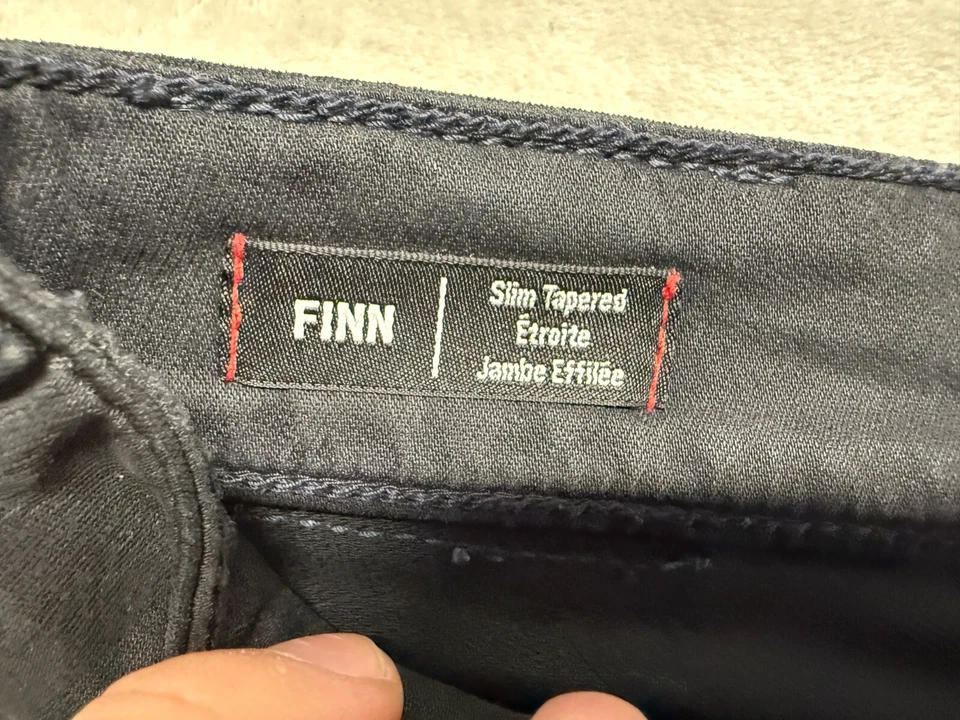 FINN
Slim Tapered
Étroite
Jambe Effilée